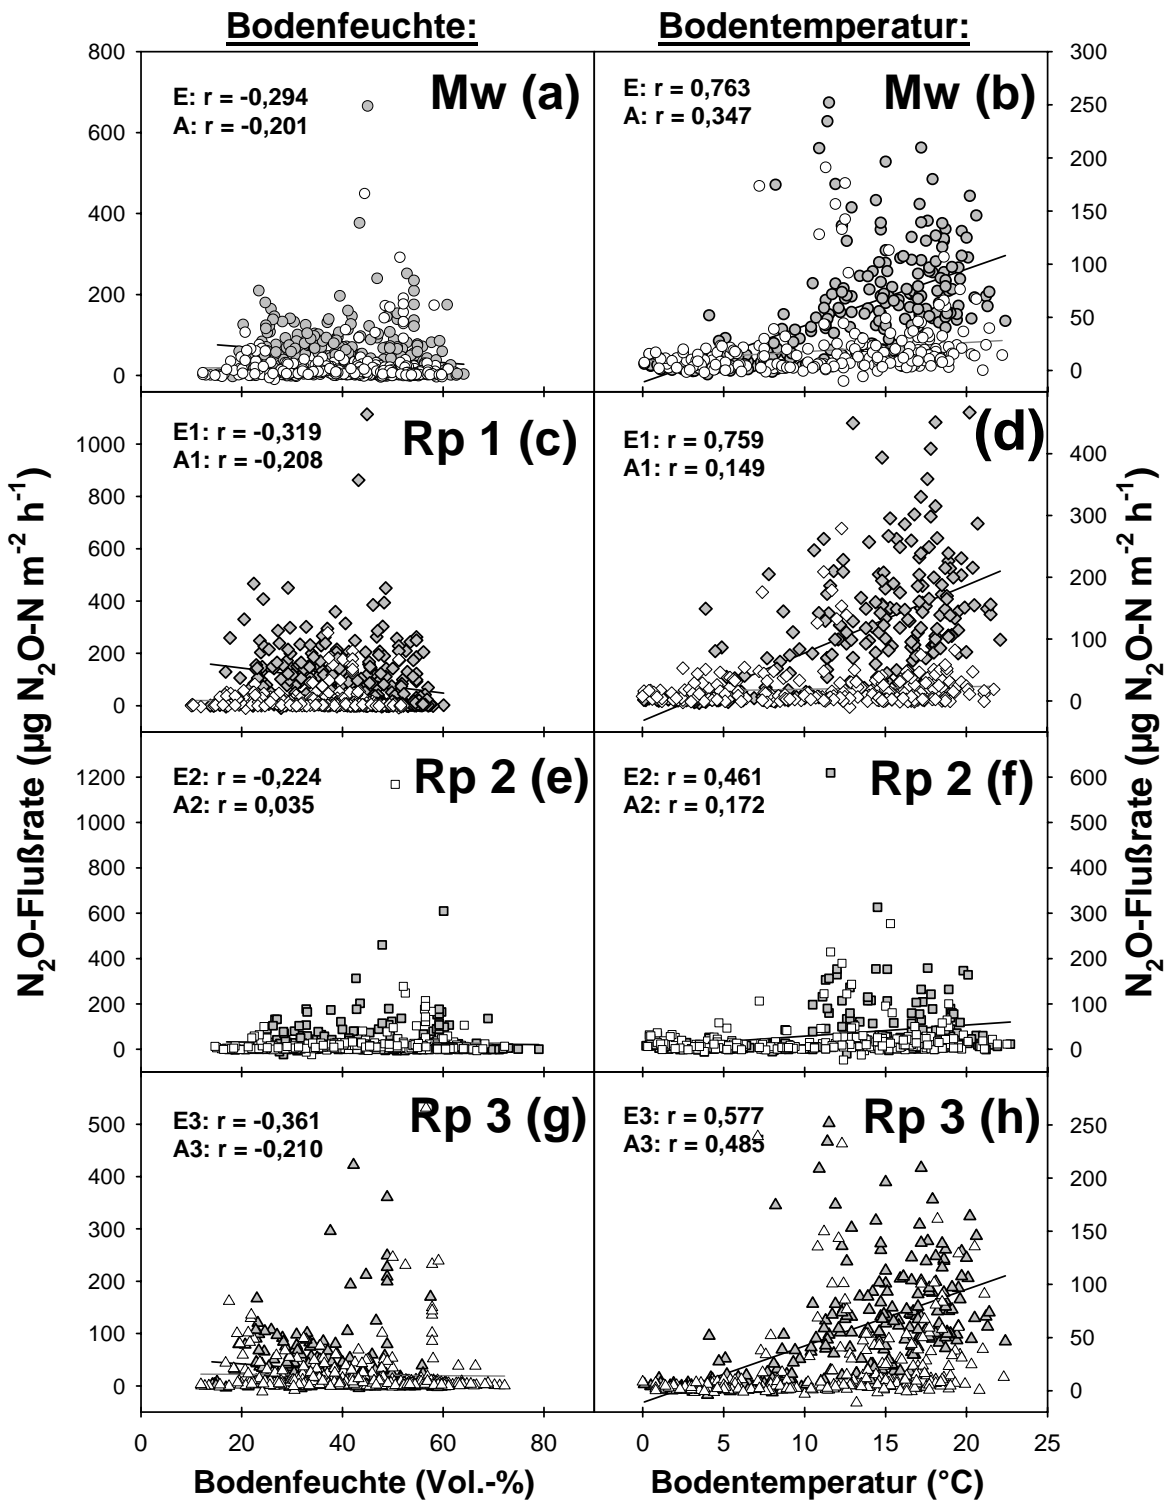 Bodenfeuchte: Bodentemperatur:
800 300
E: r = -0,294 Mw (a) E: r = 0,763 Mw (b)
A: r = -0,201 A: r = 0,347
250
600
200
400 150
100
200
50
0 0
E1: r = -0,319 Rp 1 (c) E1: r = 0,759 (d)
A1: r = -0,208 A1: r = 0,149
1000 400
800
300
600
400 200
200 100
0 0
E2: r = -0,224 Rp 2 (e) E2: r = 0,461 Rp 2 (f)
A2: r = 0,035 A2: r = 0,172
1200 600
1000 500
800 400
600 300
400 200
200 100
0 0
E3: r = -0,361 Rp 3 (g) E3: r = 0,577 Rp 3 (h)
A3: r = -0,210 A3: r = 0,485
500 250
400 200
300 150
200 100
100 50
0 0
N₂O-Flußrate (µg N₂O-N m⁻² h⁻¹)
N₂O-Flußrate (µg N₂O-N m⁻² h⁻¹)
0 20 40 60 80 0 5 10 15 20 25
Bodenfeuchte (Vol.-%) Bodentemperatur (°C)